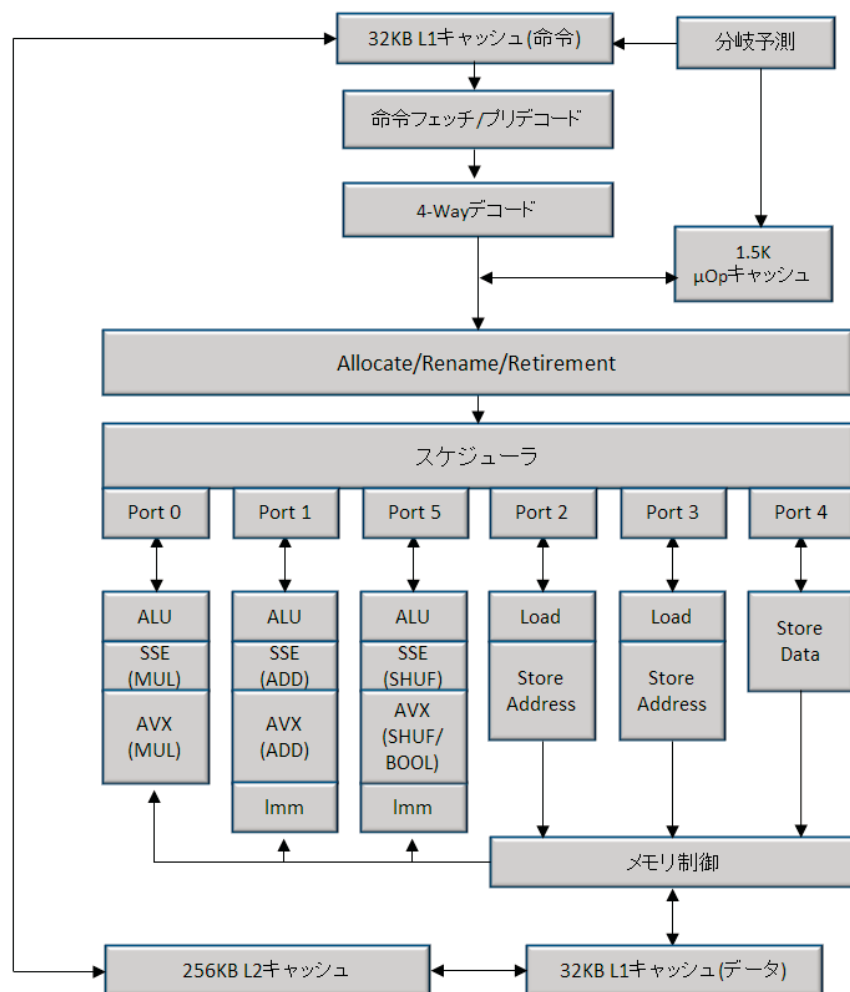 32KB L1キャッシュ(命令)
分岐予測
命令フェッチ/プリデコード
4-Wayデコード
1.5K
μOpキャッシュ
Allocate/Rename/Retirement
スケジューラ
Port 0
Port 1
Port 5
Port 2
Port 3
Port 4
ALU
SSE
(MUL)
AVX
(MUL)
ALU
SSE
(ADD)
AVX
(ADD)
Imm
ALU
SSE
(SHUF)
AVX
(SHUF/
BOOL)
Imm
Load
Store
Address
Load
Store
Address
Store
Data
メモリ制御
256KB L2キャッシュ
32KB L1キャッシュ(データ)